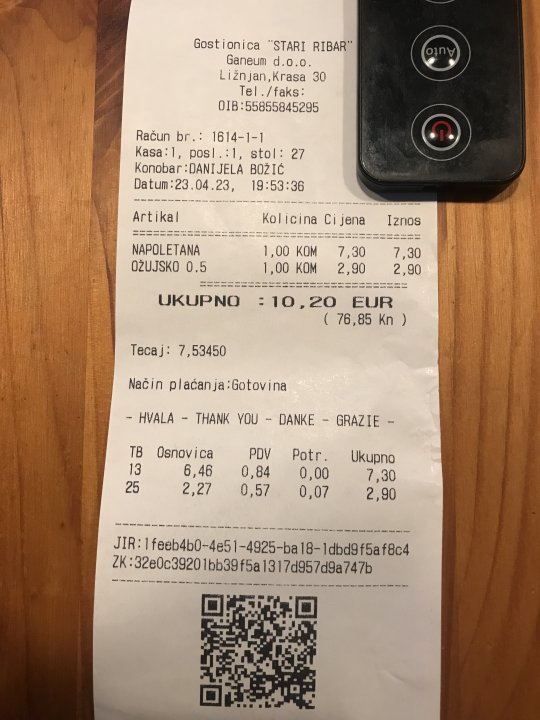 Gostionica "STARI RIBAR"
Ganeum d.o.o.
Ližnjan,Krasa 30
Tel./faks:
OIB:55855845295
Račun br.: 1614-1-1
Kasa:1, posl.:1, stol: 27
Konobar:DANIJELA BOŽIĆ
Datum:23.04.23, 19:53:36
Artikal Kolicina Cijena Iznos
NAPOLETANA 1,00 KOM 7,30 7,30
OŽUJSKO 0.5 1,00 KOM 2,90 2,90
UKUPNO :10,20 EUR
( 76,85 Kn )
Tecaj: 7,53450
Način plaćanja:Gotovina
- HVALA - THANK YOU - DANKE - GRAZIE -
TB Osnovica PDV Potr. Ukupno
13 6,46 0,84 0,00 7,30
25 2,27 0,57 0,07 2,90
JIR:1feeb4b0-4e51-4925-ba18-1dbd9f5af8c4
ZK:32e0c39201bb39f5a1317d957d9a747b
Auto